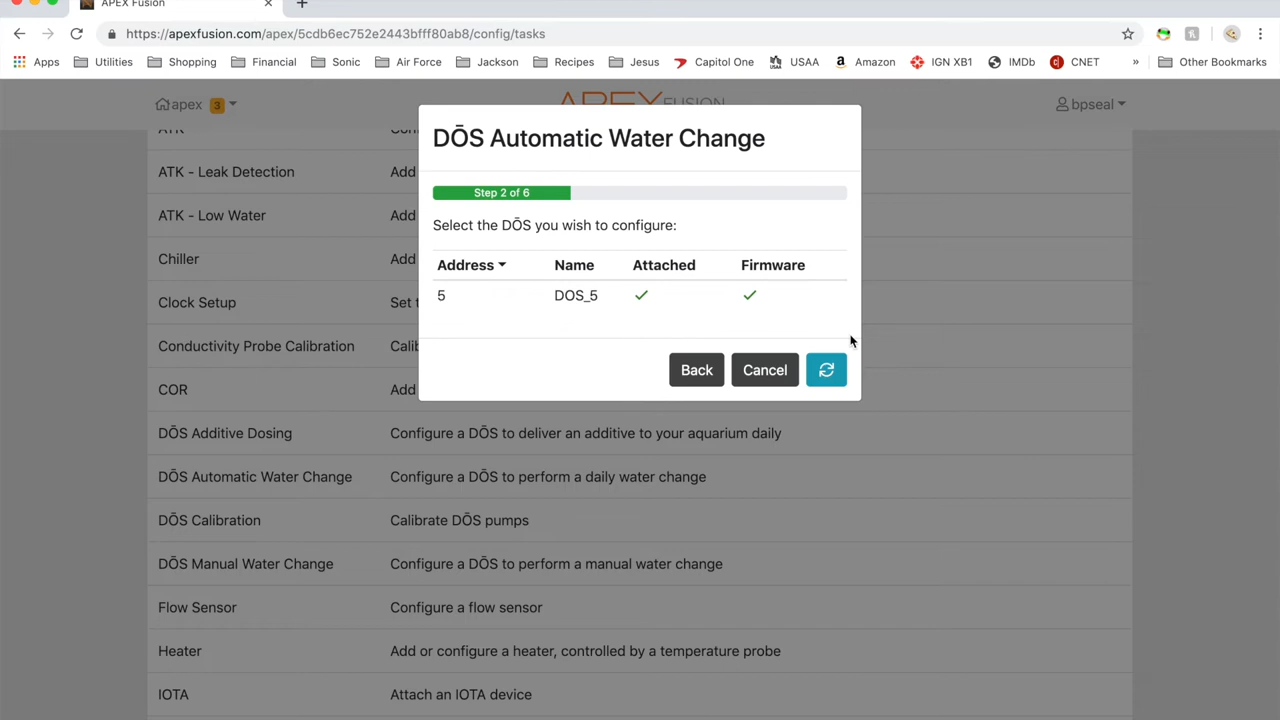 APEX Fusion
https://apexfusion.com/apex/5cdb6ec752e2443bfff80ab8/config/tasks
Apps Utilities Shopping Financial Sonic Air Force Jackson Recipes Jesus Capital One USAA Amazon IGN XB1 IMDb CNET » Other Bookmarks
apex 3 APEX FUSION bpseal
DŌS Automatic Water Change
Step 2 of 6
Select the DŌS you wish to configure:
Address Name Attached Firmware
5 DOS_5
Back Cancel
ATK
ATK - Leak Detection Add
ATK - Low Water Add
Chiller Add
Clock Setup Set t
Conductivity Probe Calibration Calib
COR Add
DŌS Additive Dosing Configure a DŌS to deliver an additive to your aquarium daily
DŌS Automatic Water Change Configure a DŌS to perform a daily water change
DŌS Calibration Calibrate DŌS pumps
DŌS Manual Water Change Configure a DŌS to perform a manual water change
Flow Sensor Configure a flow sensor
Heater Add or configure a heater, controlled by a temperature probe
IOTA Attach an IOTA device